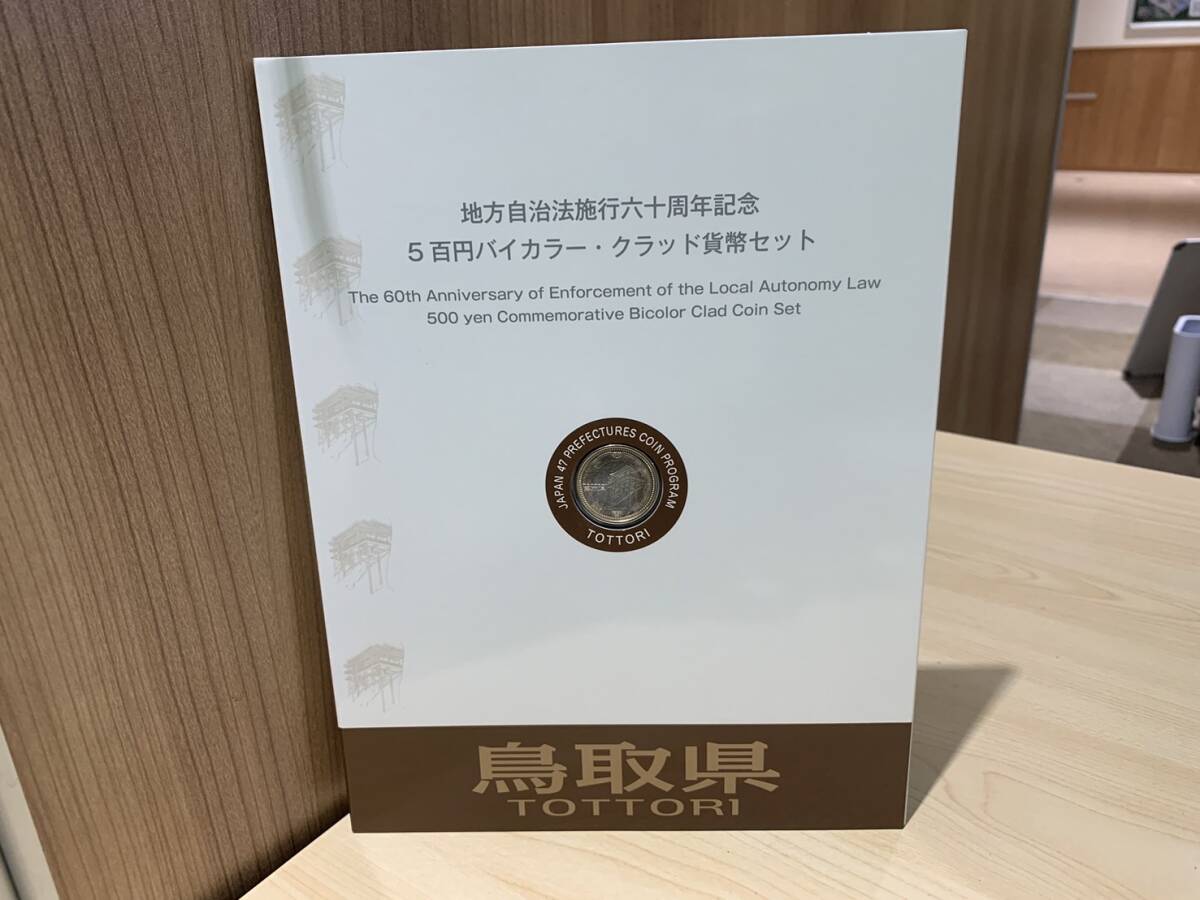 地方自治法施行六十周年記念
5百円バイカラー・クラッド貨幣セット
The 60th Anniversary of Enforcement of the Local Autonomy Law
500 yen Commemorative Bicolor Clad Coin Set
JAPAN 47 PREFECTURES COIN PROGRAM
TOTTORI
鳥取県
TOTTORI